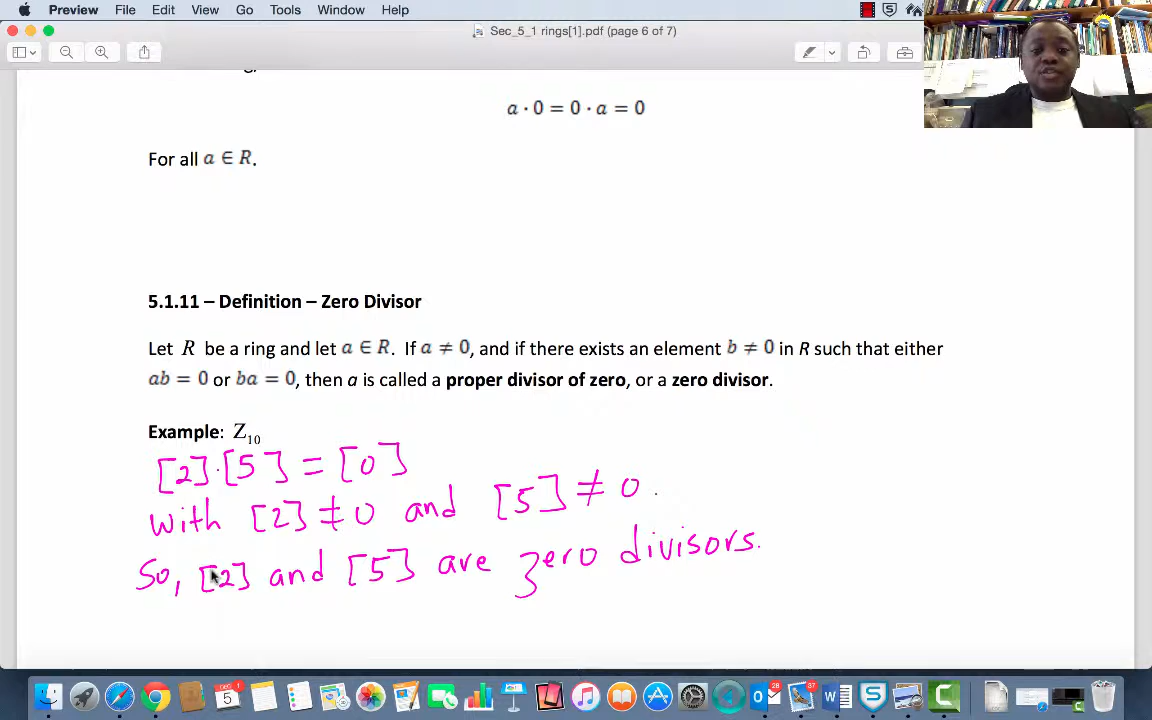 Preview File Edit View Go Tools Window Help
Sec_5_1 rings[1].pdf (page 6 of 7)
a · 0 = 0 · a = 0
For all a ∈ R.
5.1.11 – Definition – Zero Divisor
Let R be a ring and let a ∈ R. If a ≠ 0, and if there exists an element b ≠ 0 in R such that either
ab = 0 or ba = 0, then a is called a proper divisor of zero, or a zero divisor.
Example: Z₁₀
[2]·[5] = [0]
with [2] ≠ 0 and [5] ≠ 0.
So, [2] and [5] are zero divisors.
DEC
5
28
37